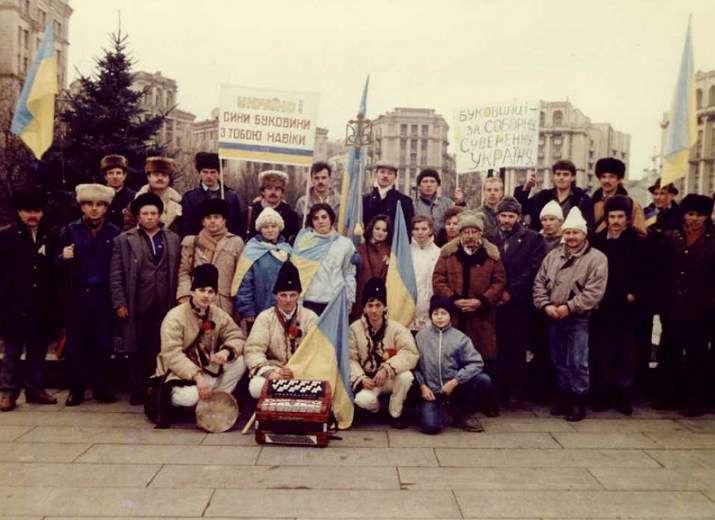 УКРАЇНО!
СИНИ БУКОВИНИ
З ТОБОЮ НАВІКИ
БУКОВИНЦІ-
ЗА СОБОРНУ
СУВЕРЕННУ
УКРАЇНУ